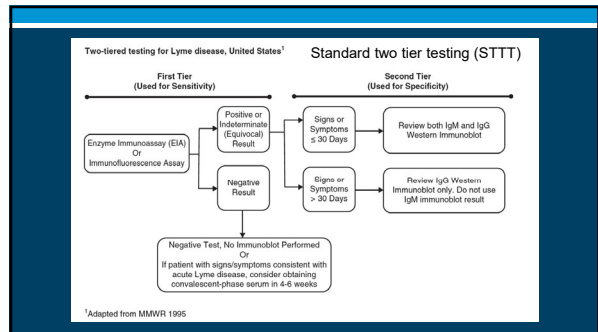 Two-tiered testing for Lyme disease, United States¹
Standard two tier testing (STTT)
First Tier
(Used for Sensitivity)
Second Tier
(Used for Specificity)
Enzyme Immunoassay (EIA)
Or
Immunofluorescence Assay
Positive or
Indeterminate
(Equivocal)
Result
Signs or
Symptoms
≤ 30 Days
Review both IgM and IgG
Western Immunoblot
Negative
Result
Signs or
Symptoms
> 30 Days
Review IgG Western
Immunoblot only. Do not use
IgM immunoblot result
Negative Test, No Immunoblot Performed
Or
If patient with signs/symptoms consistent with
acute Lyme disease, consider obtaining
convalescent-phase serum in 4-6 weeks
¹Adapted from MMWR 1995